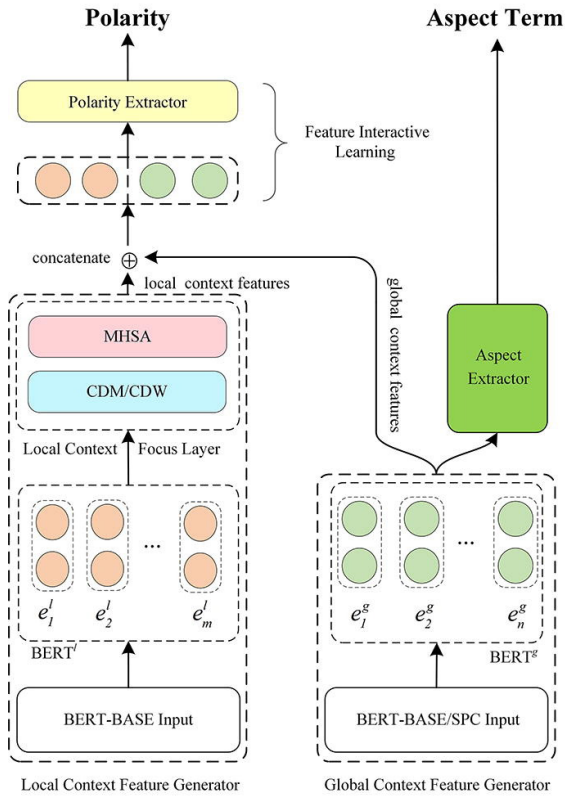 Polarity
Aspect Term
Polarity Extractor
Feature Interactive
Learning
concatenate
⊕
local context features
global context features
MHSA
CDM/CDW
Aspect
Extractor
Local Context Focus Layer
e₁ˡ e₂ˡ ... eₘˡ
BERTˡ
e₁ᵍ e₂ᵍ ... eₙᵍ
BERTᵍ
BERT-BASE Input
BERT-BASE/SPC Input
Local Context Feature Generator
Global Context Feature Generator